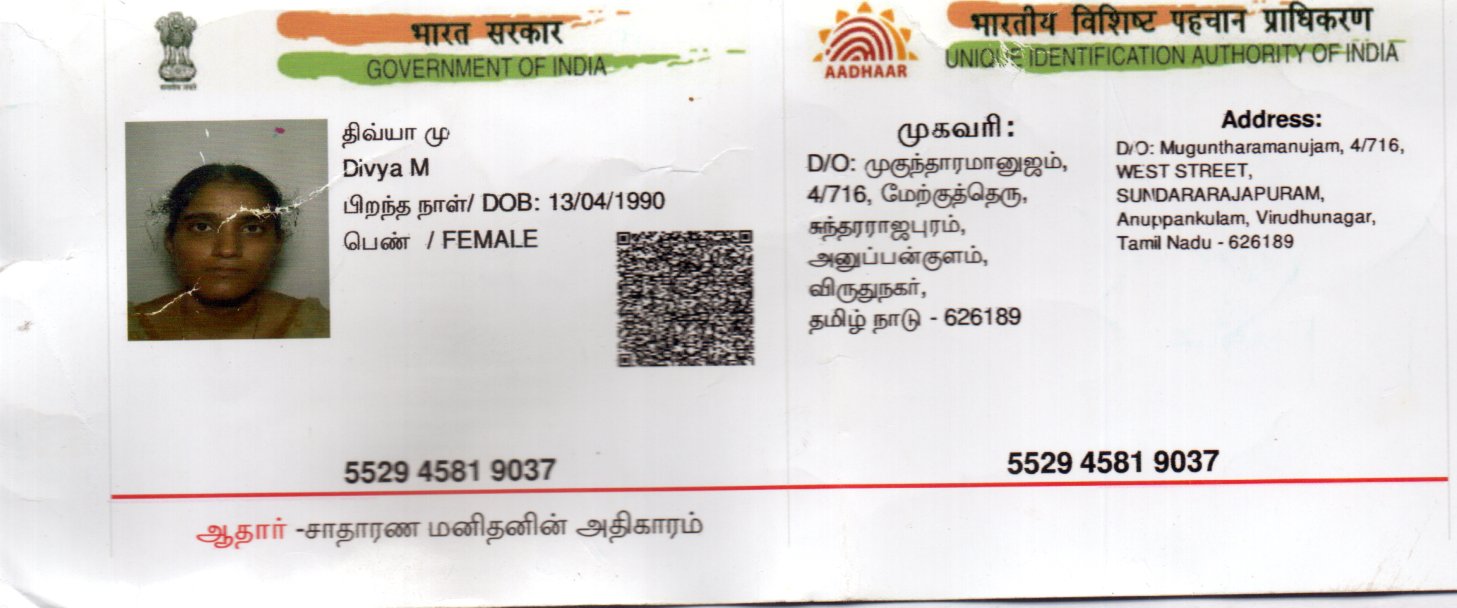 भारत सरकार
GOVERNMENT OF INDIA
திவ்யா மு
Divya M
பிறந்த நாள்/ DOB: 13/04/1990
பெண் / FEMALE
5529 4581 9037
ஆதார் -சாதாரண மனிதனின் அதிகாரம்
AADHAAR
भारतीय विशिष्ट पहचान प्राधिकरण
UNIQUE IDENTIFICATION AUTHORITY OF INDIA
முகவரி:
D/O: முகுந்தாரமானுஜம்,
4/716, மேற்குத்தெரு,
சுந்தரராஜபுரம்,
அனுப்பன்குளம்,
விருதுநகர்,
தமிழ் நாடு - 626189
Address:
D/O: Muguntharamanujam, 4/716,
WEST STREET,
SUNDARARAJAPURAM,
Anuppankulam, Virudhunagar,
Tamil Nadu - 626189
5529 4581 9037